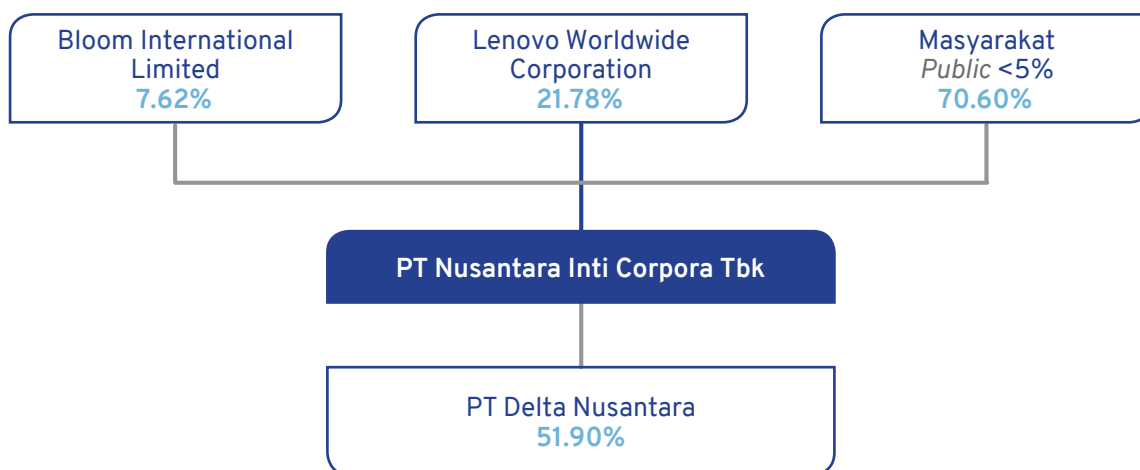 Bloom International
Limited
7.62%
Lenovo Worldwide
Corporation
21.78%
Masyarakat
Public <5%
70.60%
PT Nusantara Inti Corpora Tbk
PT Delta Nusantara
51.90%